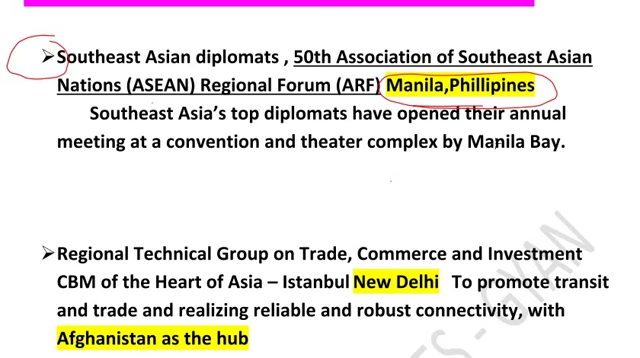 ➢Southeast Asian diplomats , 50th Association of Southeast Asian
Nations (ASEAN) Regional Forum (ARF) Manila,Phillipines
Southeast Asia’s top diplomats have opened their annual
meeting at a convention and theater complex by Manila Bay.
➢Regional Technical Group on Trade, Commerce and Investment
CBM of the Heart of Asia – Istanbul New Delhi To promote transit
and trade and realizing reliable and robust connectivity, with
Afghanistan as the hub